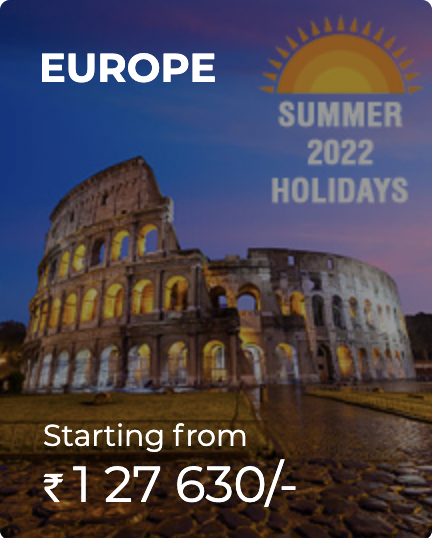 EUROPE
SUMMER
2022
HOLIDAYS
Starting from
₹ 1 27 630/-